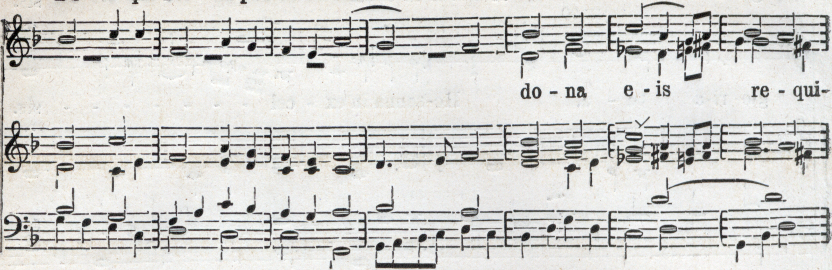 do - na e - is re - qui-